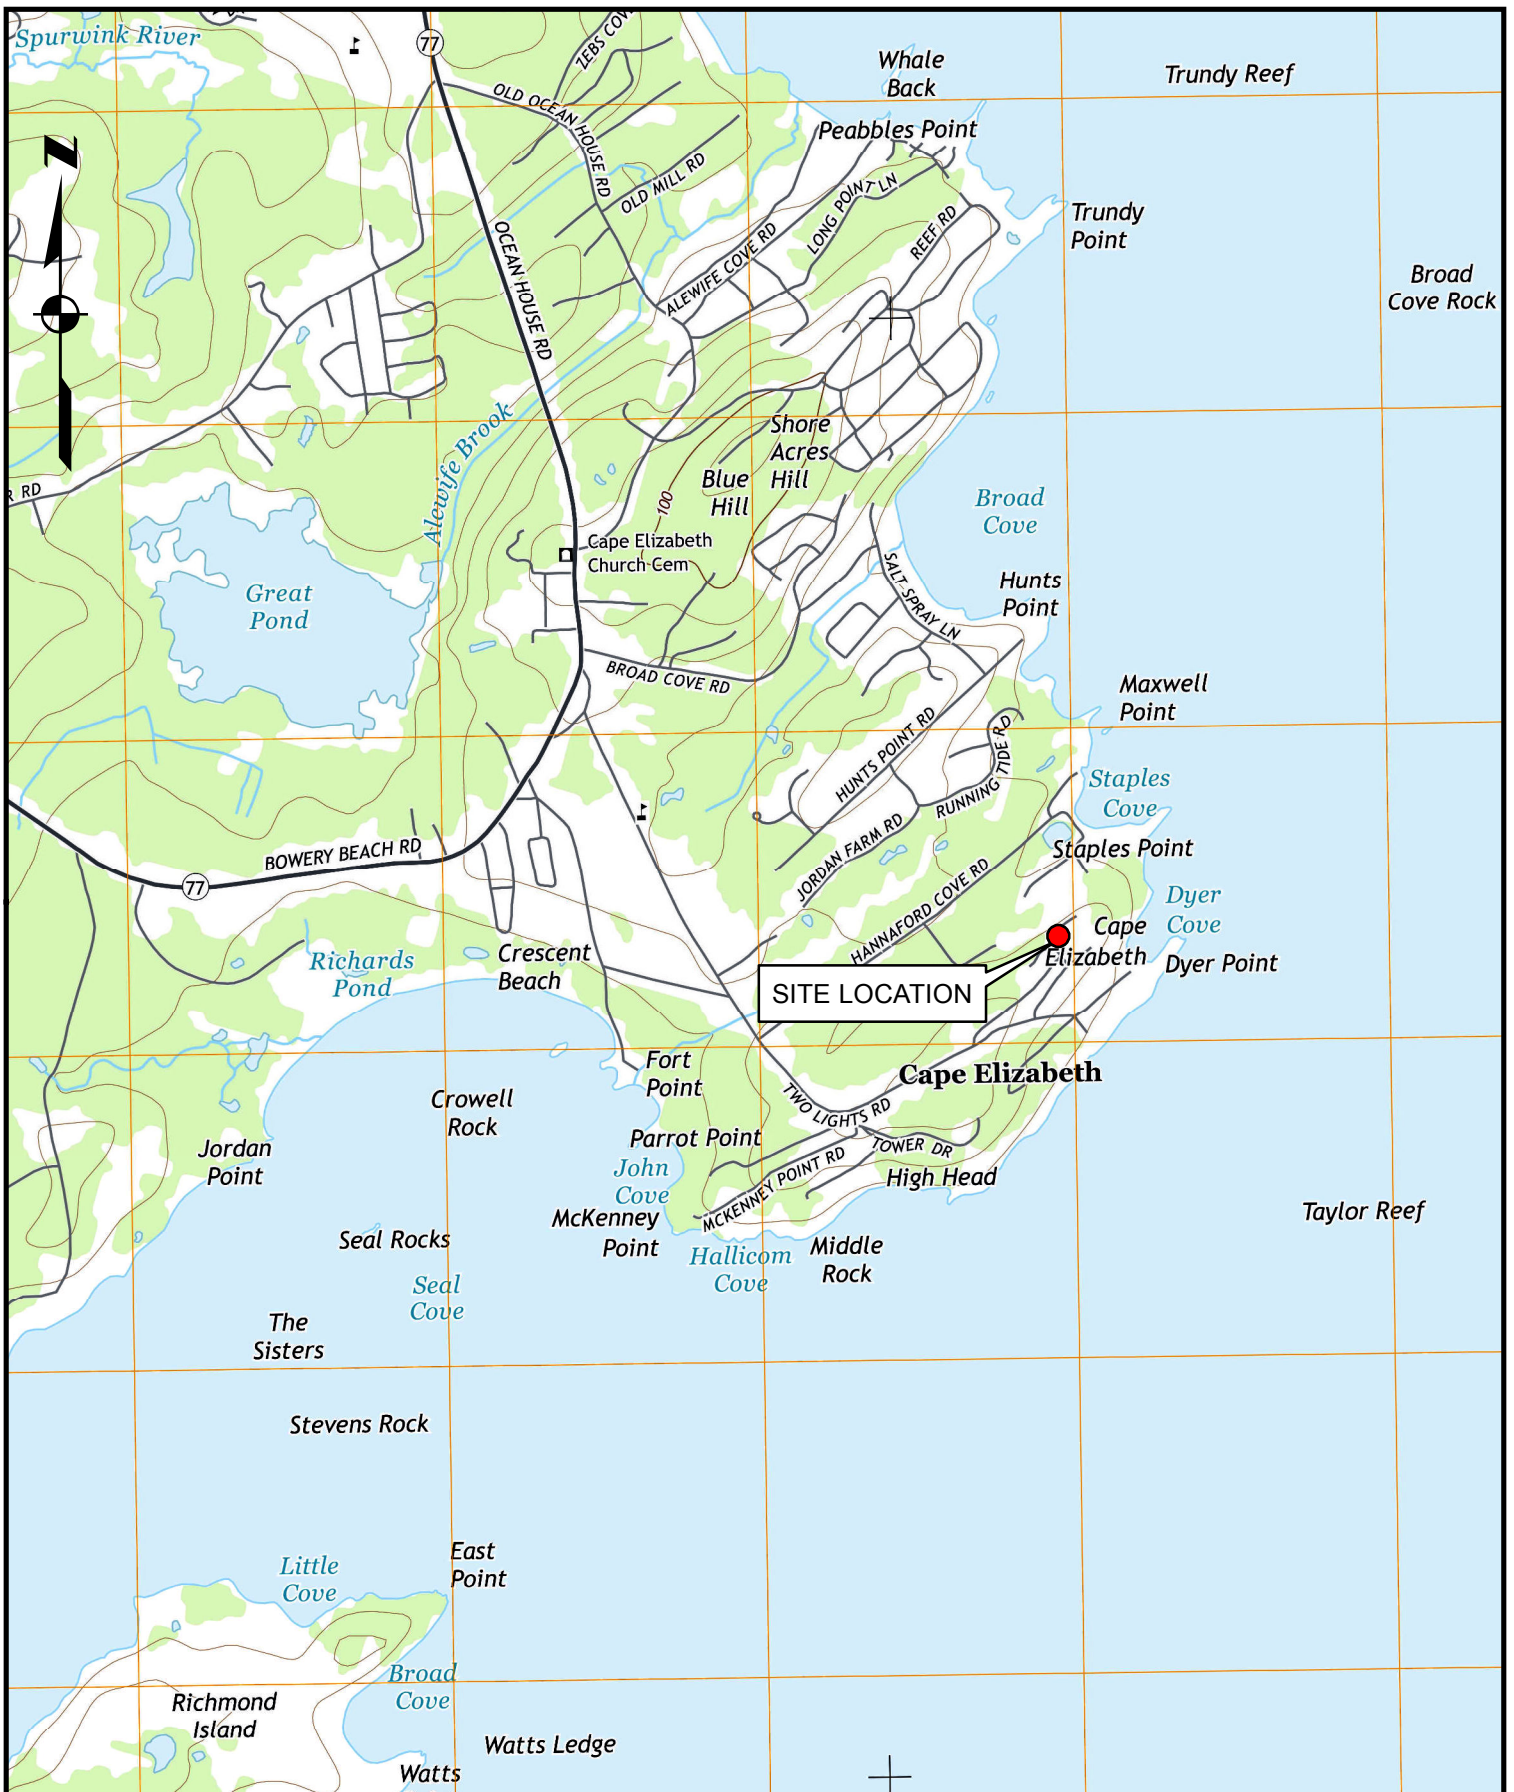 Spurwink River
77
ZEBS COV
Whale
Back
Trundy Reef
OLD OCEAN HOUSE RD
Peabbles Point
N
OLD MILL RD
LONG POINT LN
Trundy
Point
REEF RD
OCEAN HOUSE RD
ALEWIFE COVE RD
Broad
Cove Rock
Alewife Brook
Shore
Acres
Hill
Blue
Hill
R RD
100
Broad
Cove
Cape Elizabeth
Church Cem
SALT SPRAY LN
Hunts
Point
Great
Pond
BROAD COVE RD
Maxwell
Point
HUNTS POINT RD
RUNNING TIDE RD
Staples
Cove
JORDAN FARM RD
BOWERY BEACH RD
Staples Point
77
HANNAFORD COVE RD
Dyer
Cove
Cape
Elizabeth
Crescent
Beach
Richards
Pond
Dyer Point
SITE LOCATION
Fort
Point
Cape Elizabeth
Crowell
Rock
TWO LIGHTS RD
Parrot Point
TOWER DR
Jordan
Point
John
Cove
MCKENNEY POINT RD
High Head
McKenney
Point
Taylor Reef
Seal Rocks
Hallicom
Cove
Middle
Rock
Seal
Cove
The
Sisters
Stevens Rock
East
Point
Little
Cove
Broad
Cove
Richmond
Island
Watts Ledge
Watts